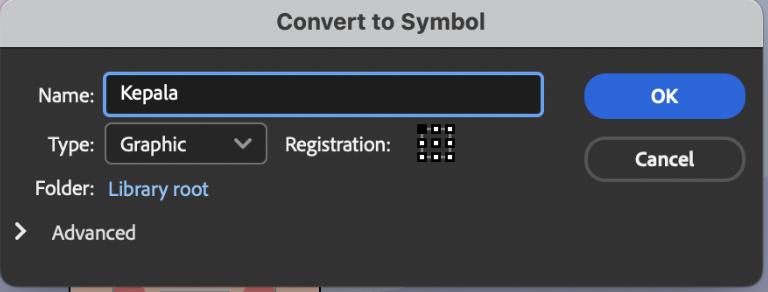 Convert to Symbol
Name: Kepala
OK
Type: Graphic Registration:
Cancel
Folder: Library root
Advanced